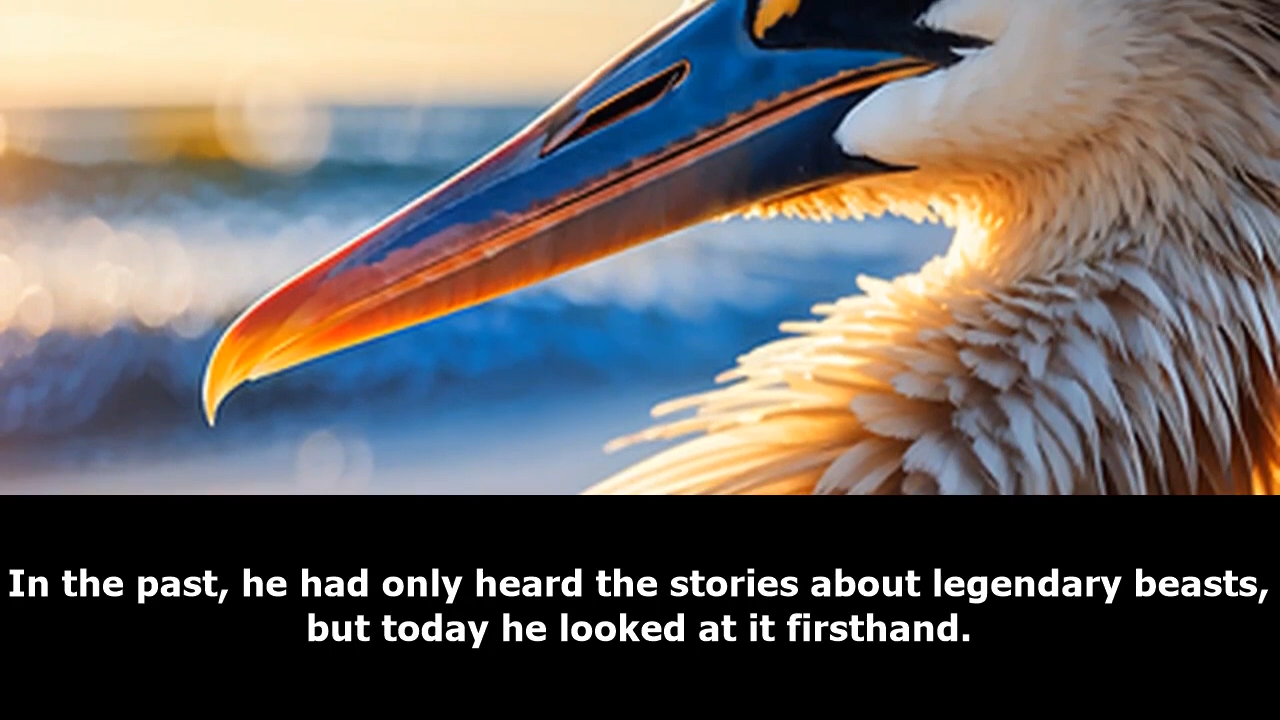 In the past, he had only heard the stories about legendary beasts,
but today he looked at it firsthand.